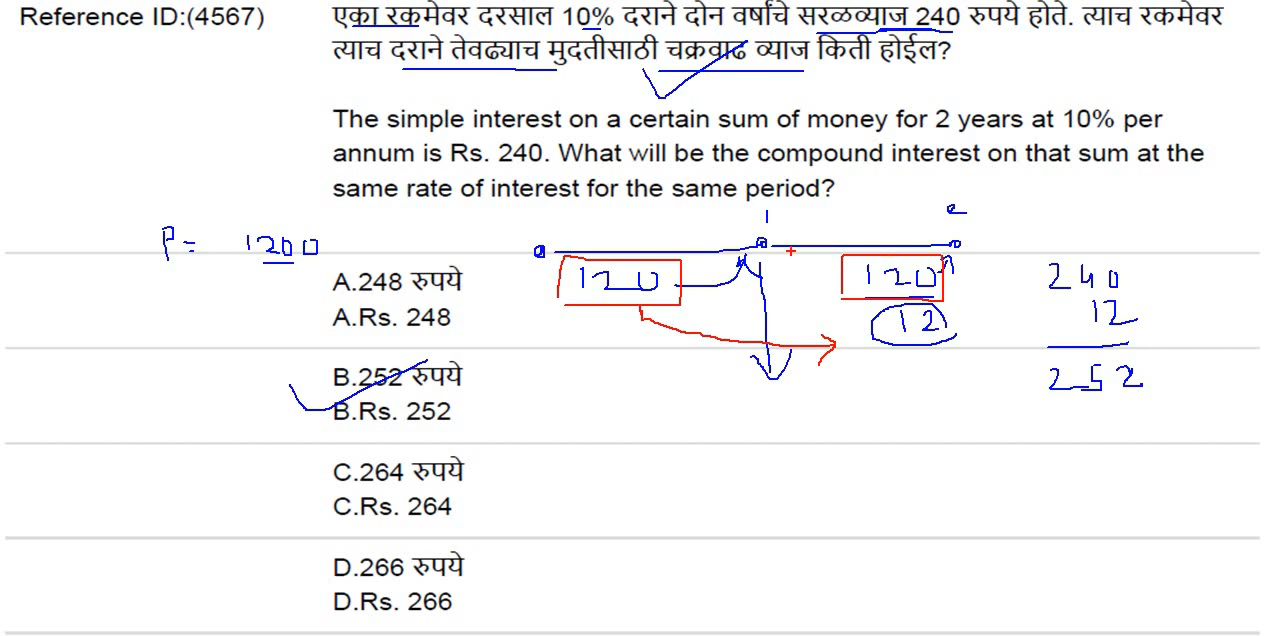 Reference ID:(4567)
एका रकमेवर दरसाल 10% दराने दोन वर्षांचे सरळव्याज 240 रुपये होते. त्याच रकमेवर
त्याच दराने तेवढ्याच मुदतीसाठी चक्रवाढ व्याज किती होईल?
The simple interest on a certain sum of money for 2 years at 10% per
annum is Rs. 240. What will be the compound interest on that sum at the
same rate of interest for the same period?
1 2
P = 1200
A.248 रुपये
120 120 240
A.Rs. 248
12 12
B.252 रुपये
252
B.Rs. 252
C.264 रुपये
C.Rs. 264
D.266 रुपये
D.Rs. 266